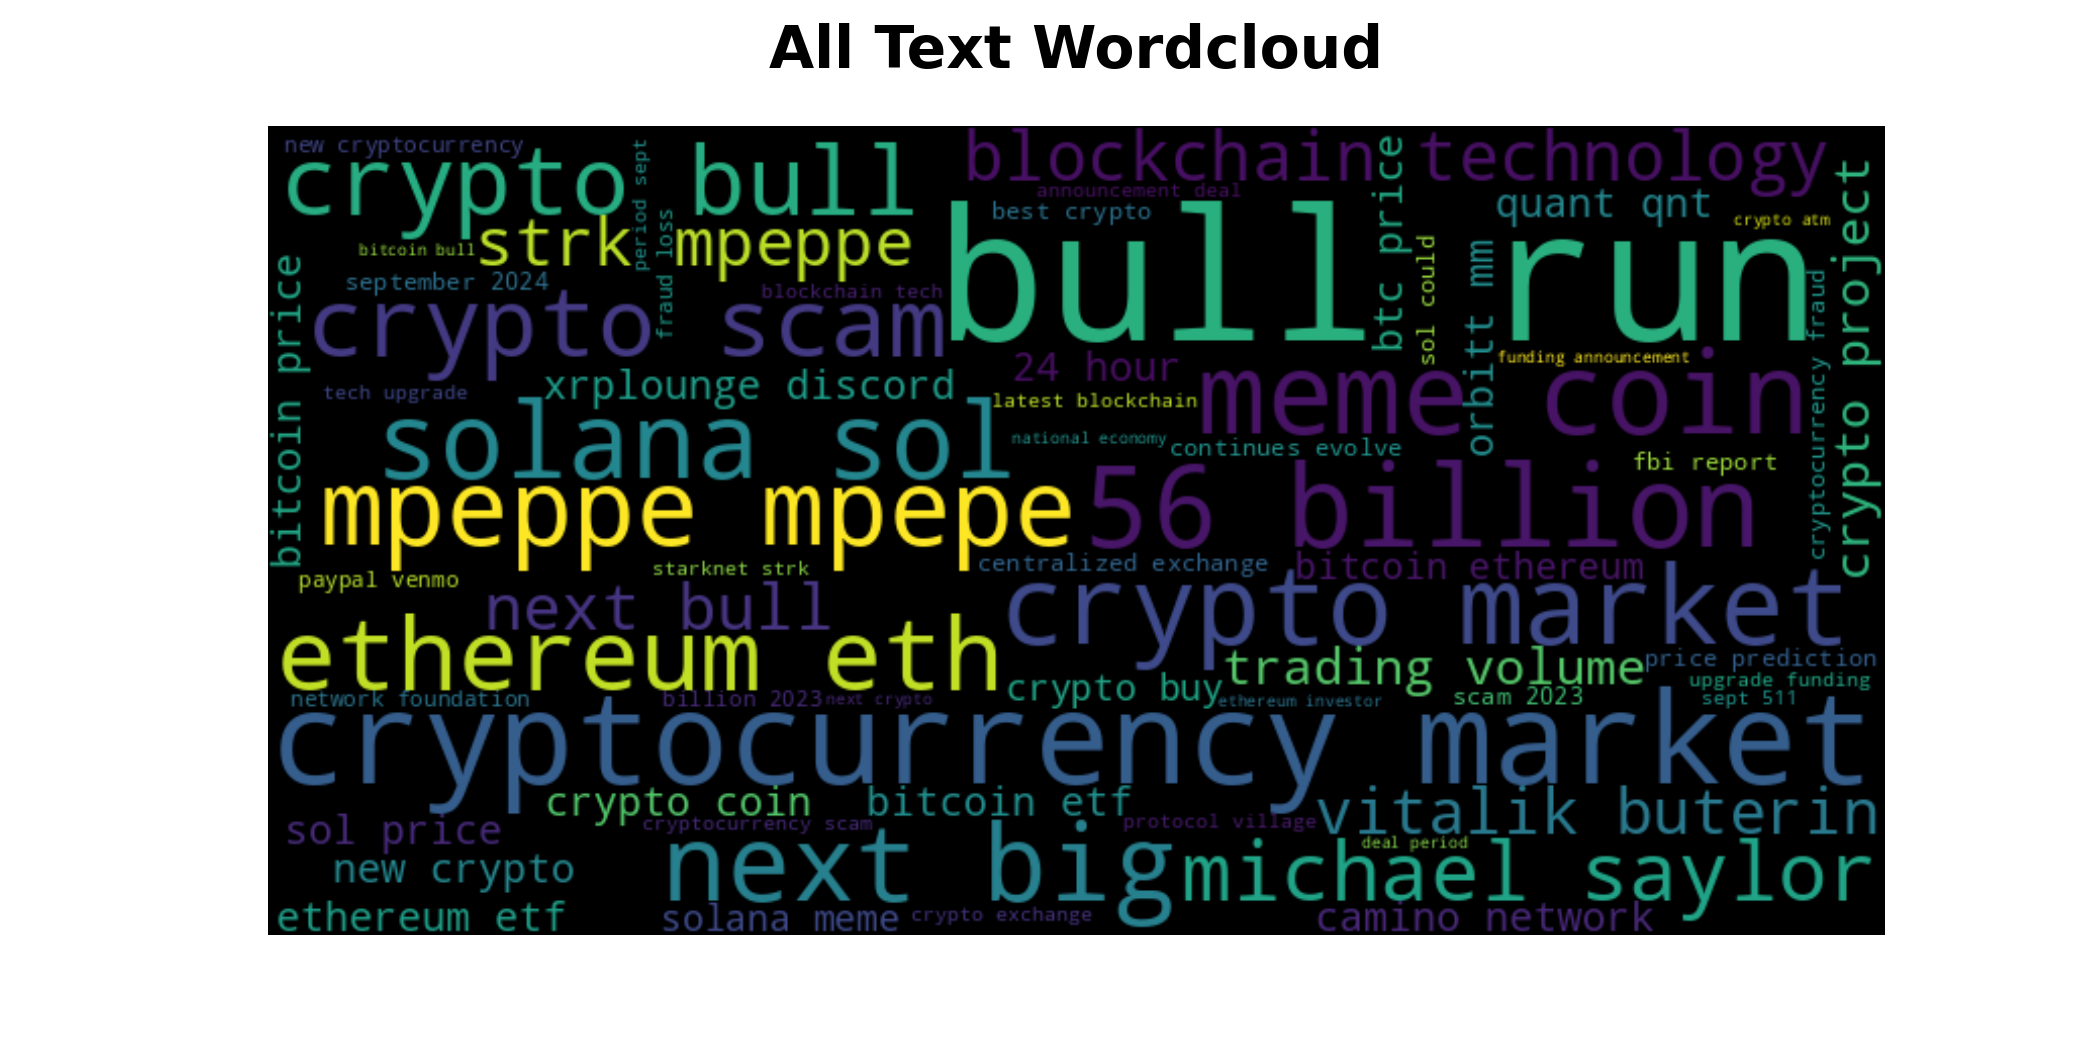 All Text Wordcloud
new cryptocurrency
crypto bull
period sept
blockchain technology
announcement deal
btc price
best crypto
quant qnt
crypto atm
crypto project
bitcoin bull
strk
mpeppe
fraud loss
bull run
sol could
orbitt mm
bitcoin price
september 2024
blockchain tech
crypto scam
cryptocurrency fraud
24 hour
funding announcement
meme coin
tech upgrade
xrplounge discord
latest blockchain
solana sol
national economy
continues evolve
fbi report
mpeppe mpepe
56 billion
paypal venmo
starknet strk
centralized exchange
bitcoin ethereum
next bull
crypto market
ethereum eth
trading volume
price prediction
crypto buy
upgrade funding
network foundation
billion 2023
next crypto
ethereum investor
scam 2023
sept 511
cryptocurrency market
crypto coin
bitcoin etf
vitalik buterin
sol price
cryptocurrency scam
protocol village
deal period
new crypto
next big
michael saylor
ethereum etf
solana meme
crypto exchange
camino network